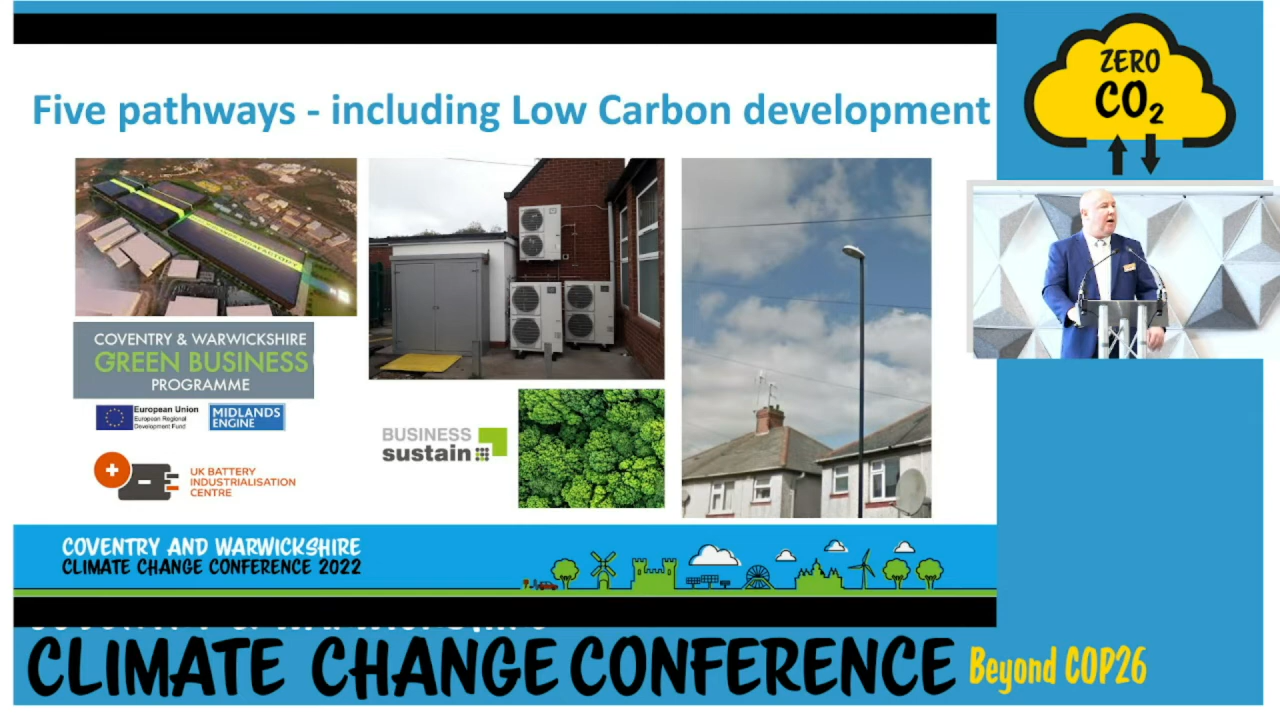 Five pathways - including Low Carbon development
ZERO
CO₂
COVENTRY & WARWICKSHIRE
GREEN BUSINESS
PROGRAMME
European Union
European Regional
Development Fund
MIDLANDS
ENGINE
UK BATTERY
INDUSTRIALISATION
CENTRE
BUSINESS
sustain
COVENTRY AND WARWICKSHIRE
CLIMATE CHANGE CONFERENCE 2022
CLIMATE CHANGE CONFERENCE Beyond COP26